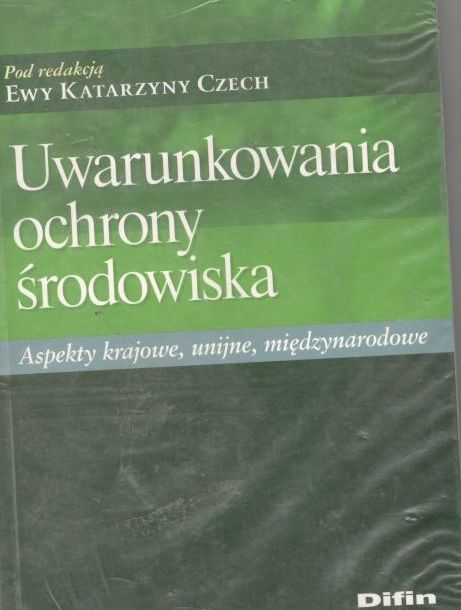 Pod redakcją
EWY KATARZYNY CZECH
Uwarunkowania
ochrony
środowiska
Aspekty krajowe, unijne, międzynarodowe
Difin